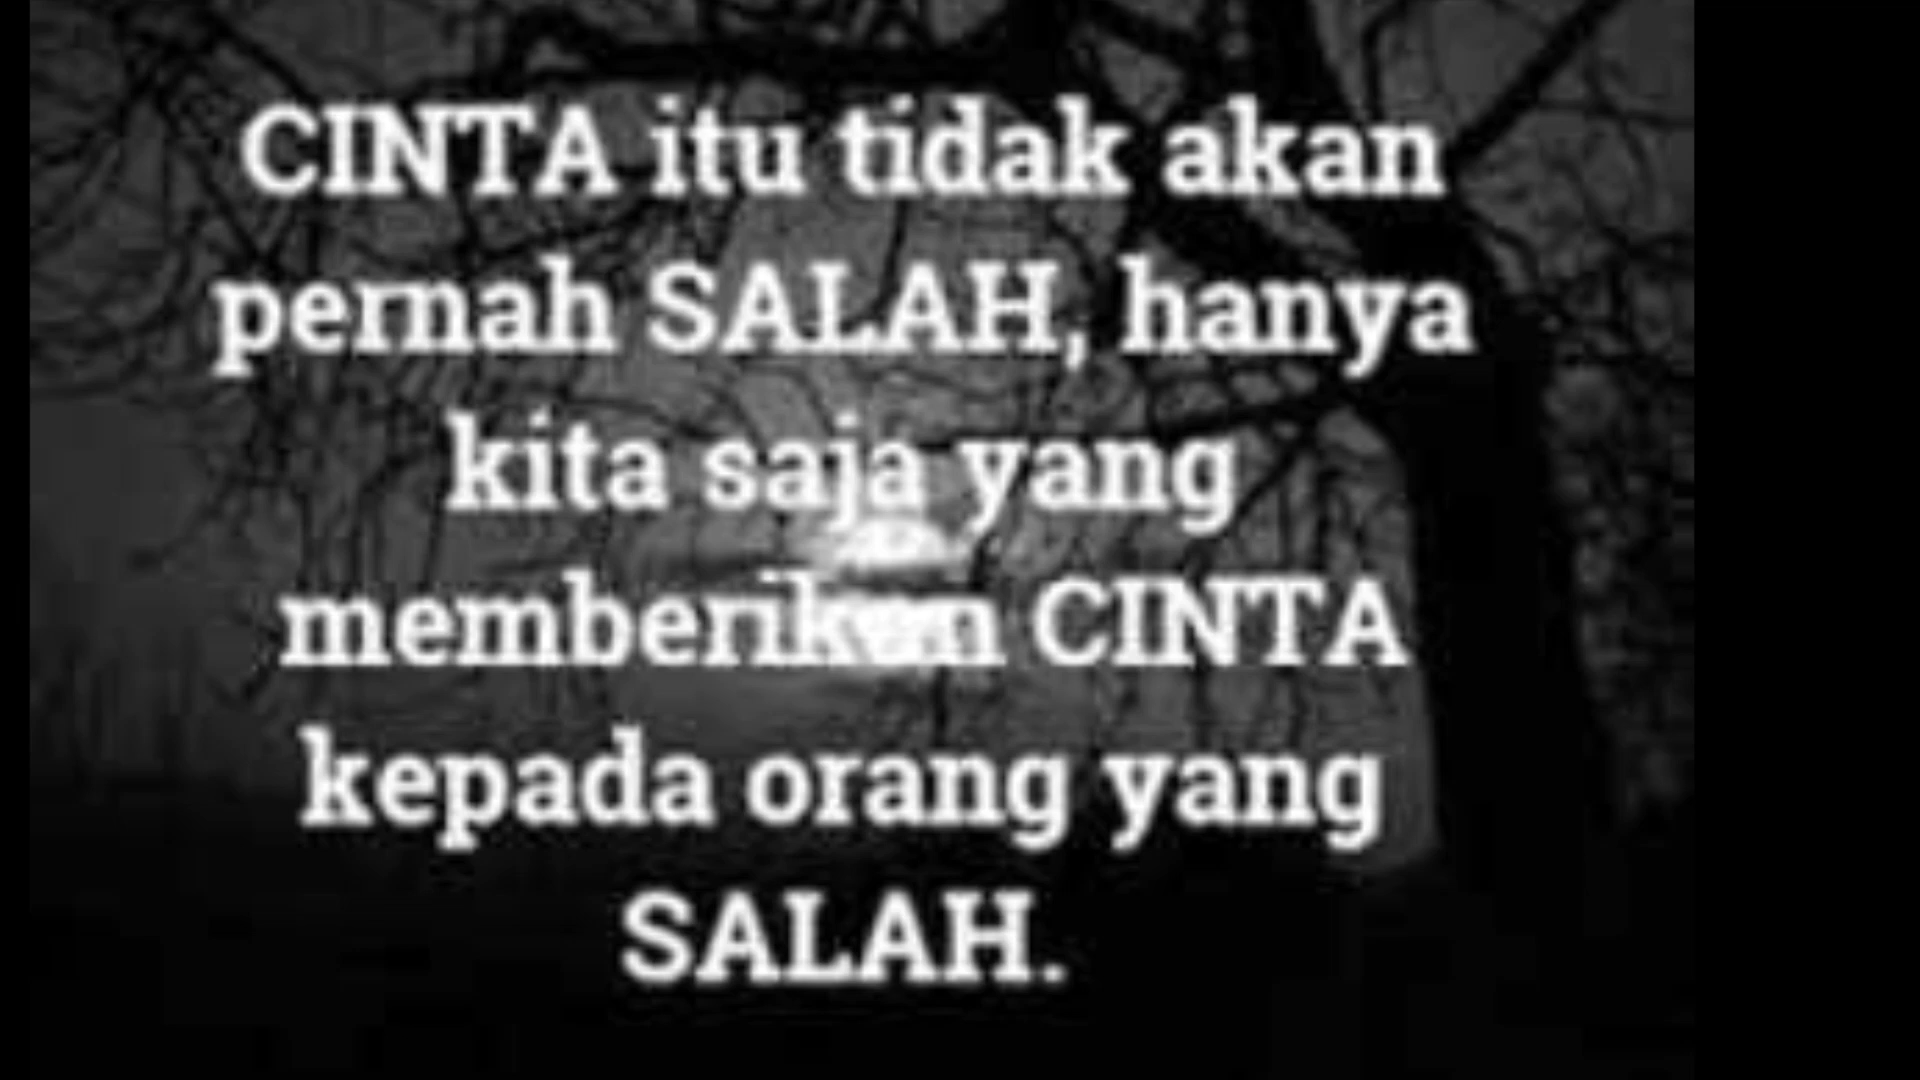 CINTA itu tidak akan
pernah SALAH, hanya
kita saja yang
memberikan CINTA
kepada orang yang
SALAH.